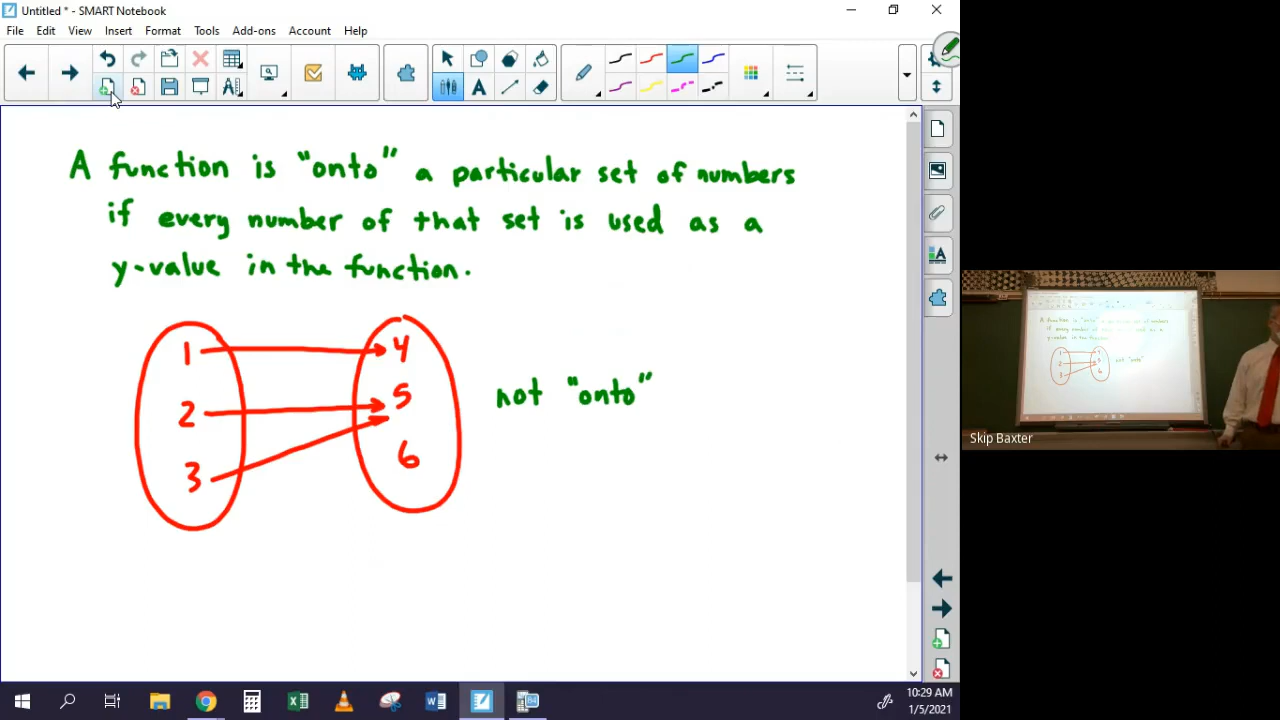 Untitled * - SMART Notebook
File Edit View Insert Format Tools Add-ons Account Help
A function is "onto" a particular set of numbers
if every number of that set is used as a
y-value in the function.
1 4
2 5
3 6
not "onto"
Skip Baxter
10:29 AM
1/5/2021